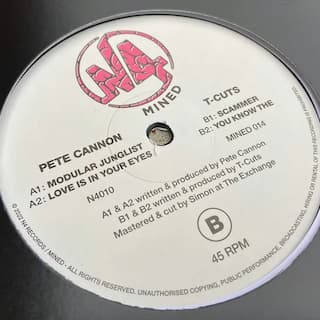 N4
MINED
PETE CANNON
A1: MODULAR JUNGLIST
A2: LOVE IS IN YOUR EYES
N4010
T-CUTS
B1: SCAMMER
B2: YOU KNOW THE
MINED 014
A1 & A2 written & produced by Pete Cannon
B1 & B2 written & produced by T-Cuts
Mastered & cut by Simon at The Exchange
B
45 RPM
© 2022 N4 RECORDS / MINED - ALL RIGHTS RESERVED. UNAUTHORISED COPYING, PUBLIC PERFORMANCE, BROADCASTING, HIRING OR RENTAL OF THIS